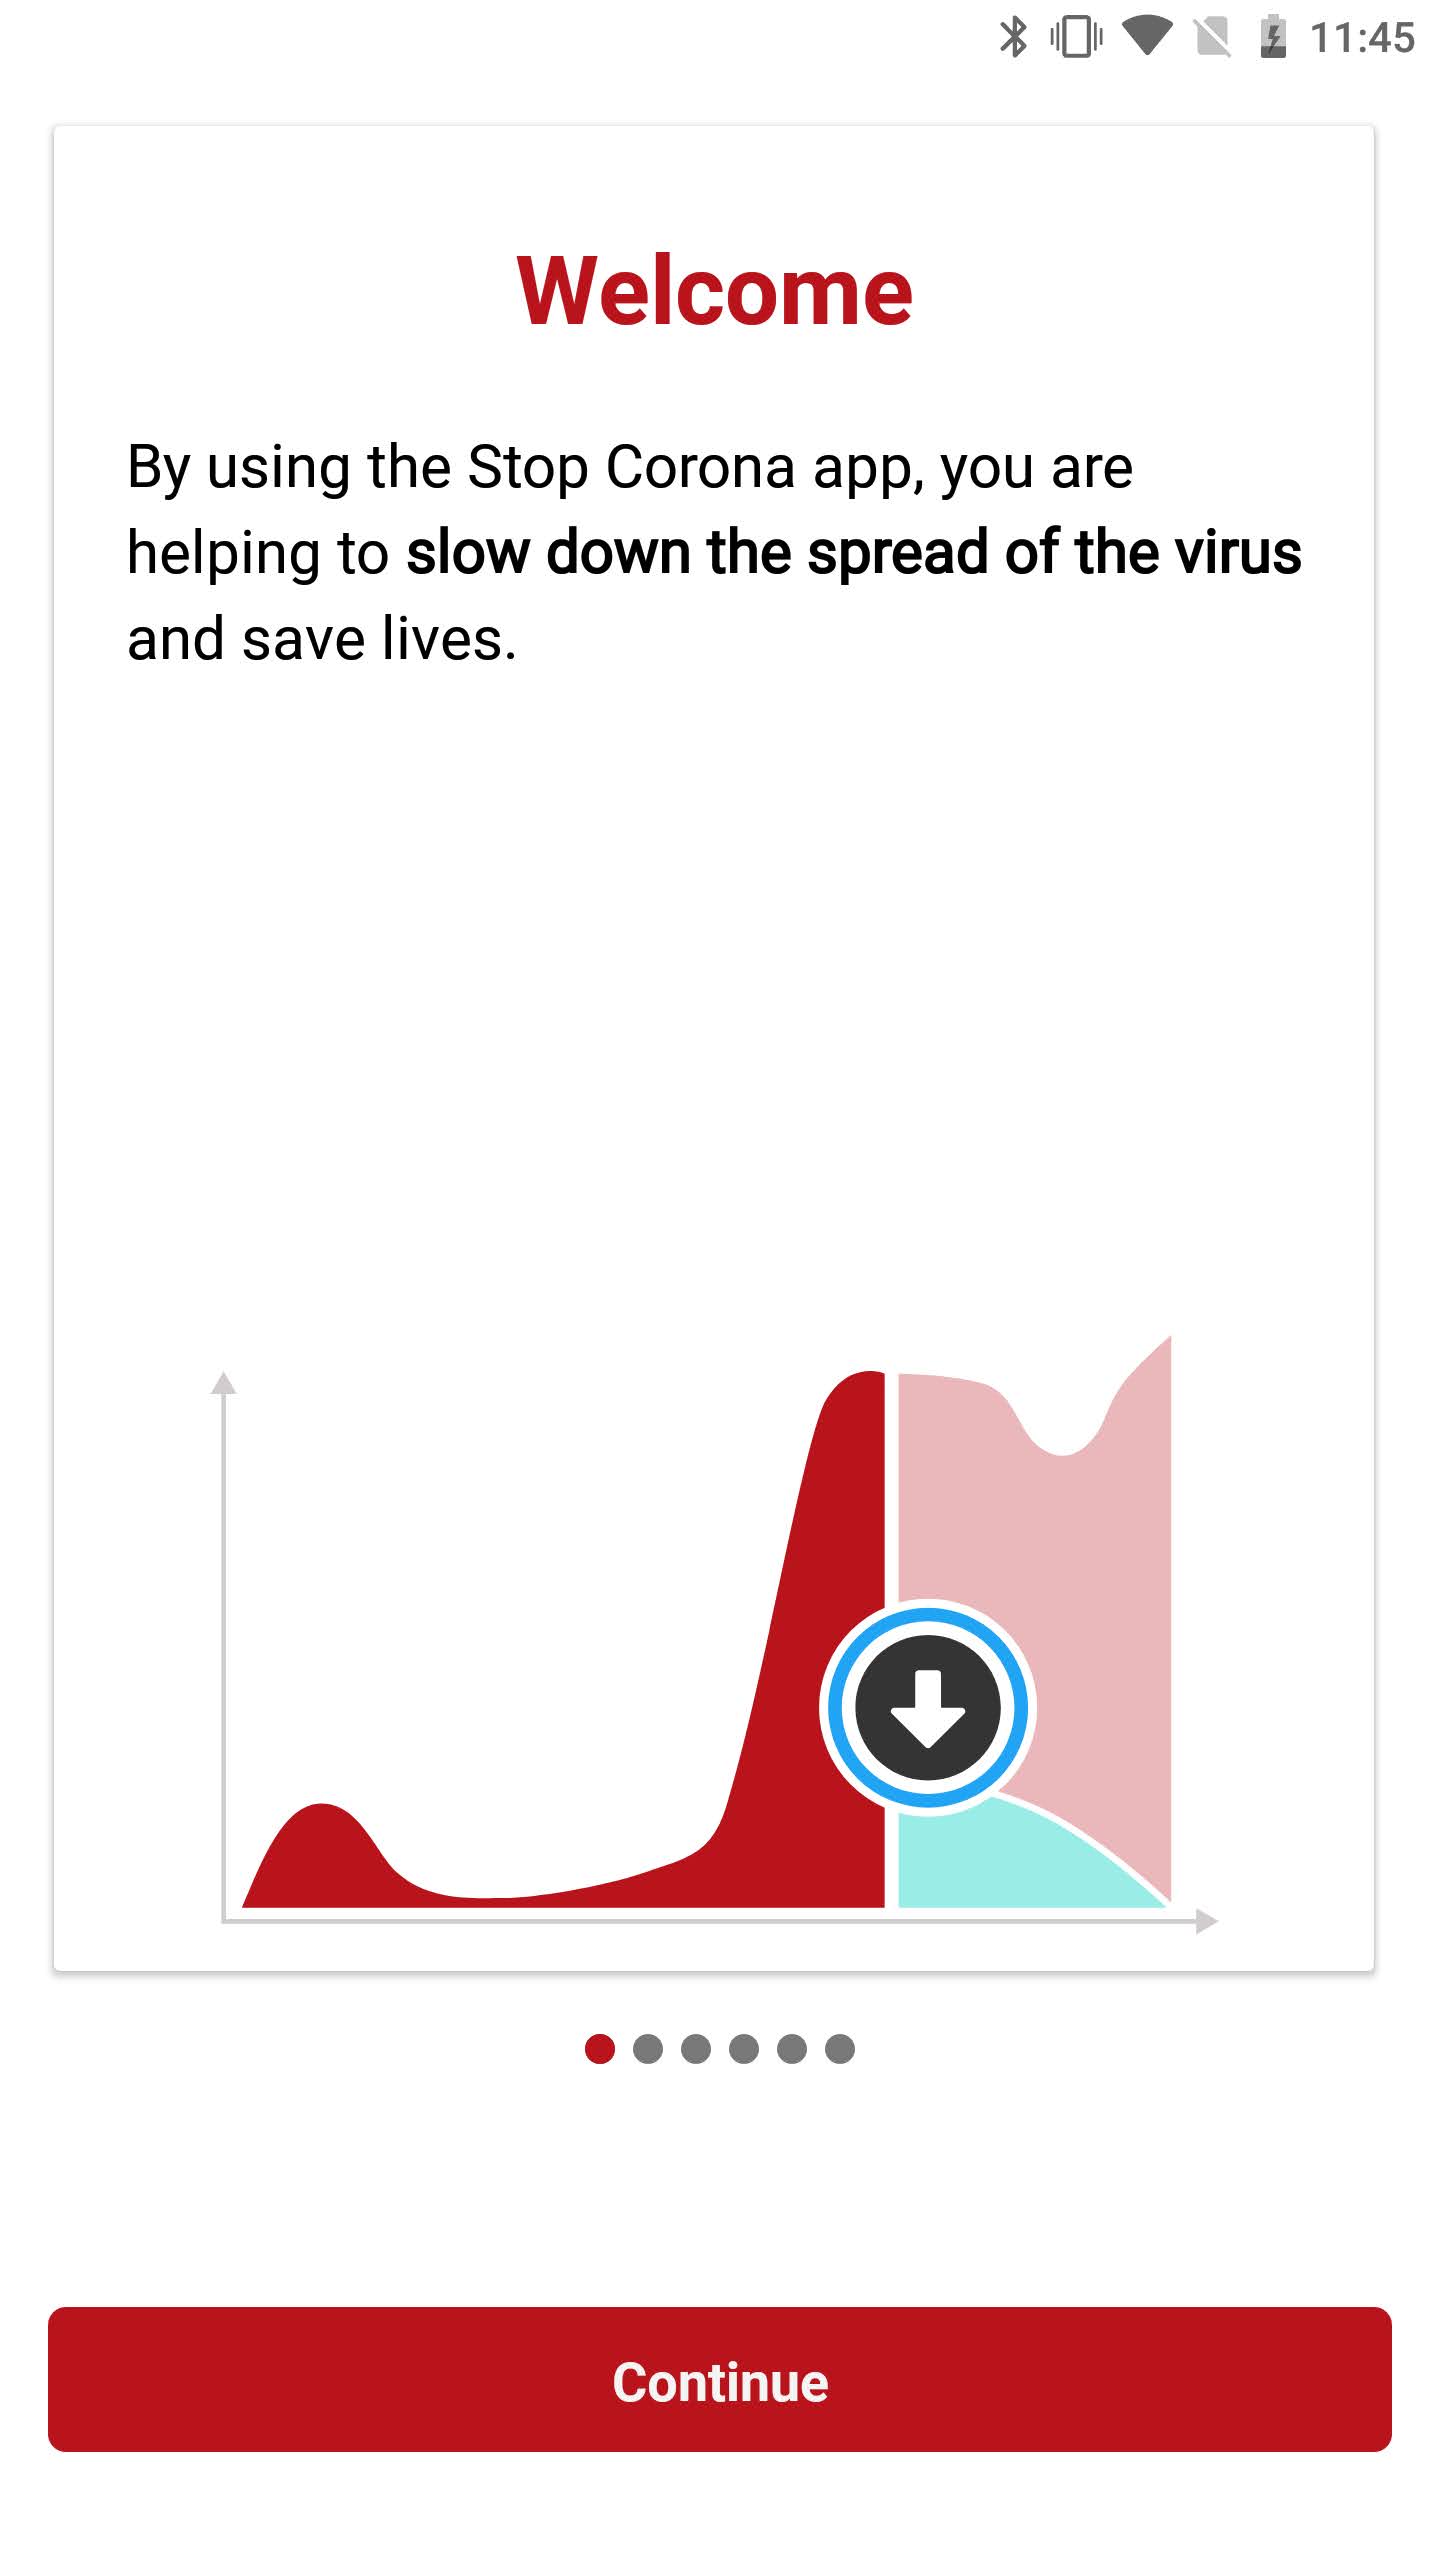 11:45
Welcome
By using the Stop Corona app, you are
helping to slow down the spread of the virus
and save lives.
Continue